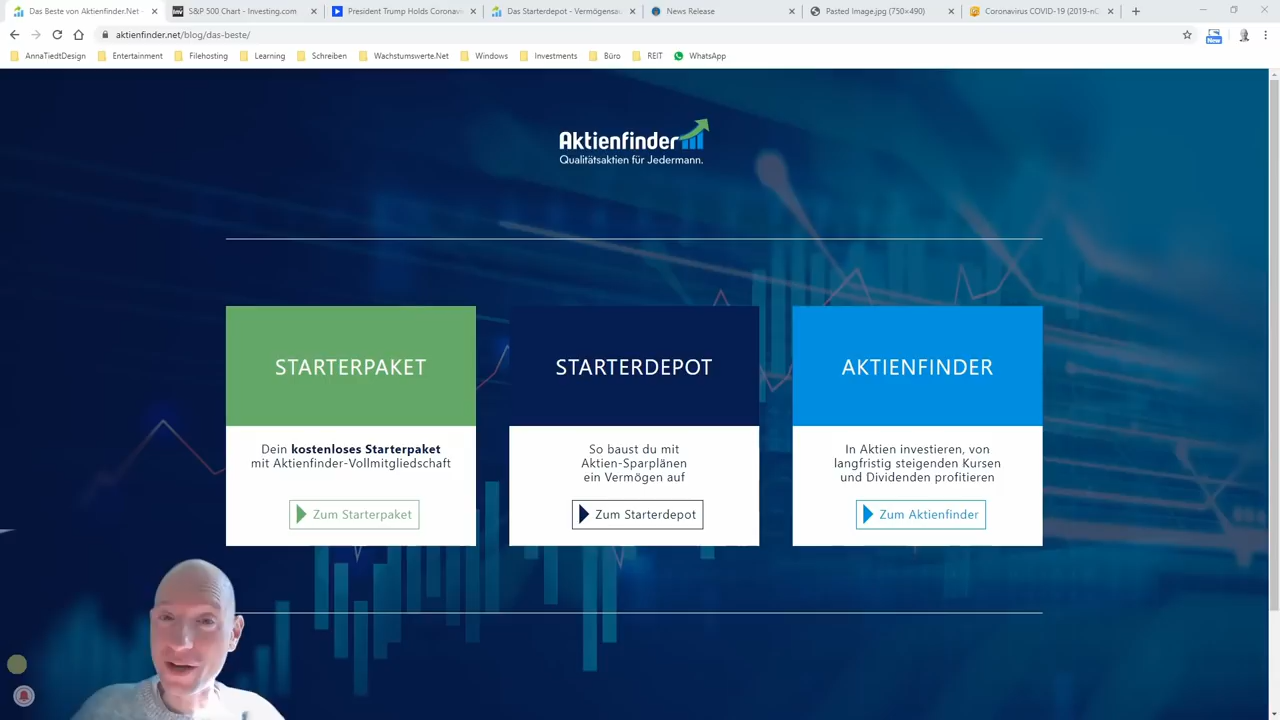 Das Beste von Aktienfinder.Net -
S&P 500 Chart - Investing.com
President Trump Holds Coronavi
Das Starterdepot - Vermögensau
News Release
Pasted Image.jpg (750×490)
Coronavirus COVID-19 (2019-nC
aktienfinder.net/blog/das-beste/
New
AnnaTiedtDesign
Entertainment
Filehosting
Learning
Schreiben
Wachstumswerte.Net
Windows
Investments
Büro
REIT
WhatsApp
Aktienfinder
Qualitätsaktien für Jedermann.
STARTERPAKET
Dein kostenloses Starterpaket
mit Aktienfinder-Vollmitgliedschaft
Zum Starterpaket
STARTERDEPOT
So baust du mit
Aktien-Sparplänen
ein Vermögen auf
Zum Starterdepot
AKTIENFINDER
In Aktien investieren, von
langfristig steigenden Kursen
und Dividenden profitieren
Zum Aktienfinder